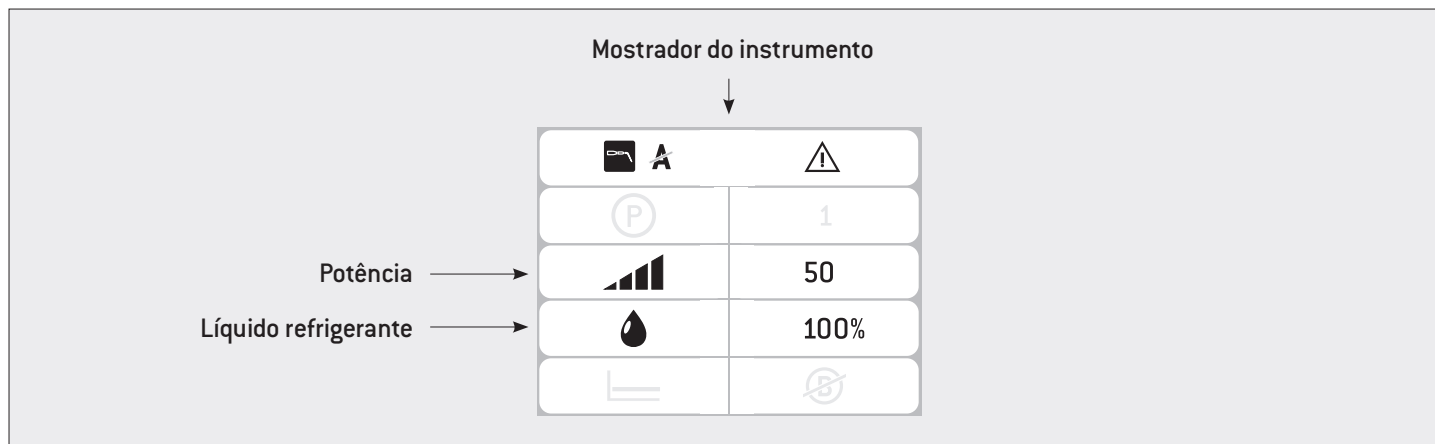 Mostrador do instrumento
A
P 1
Potência 50
Líquido refrigerante 100%
B